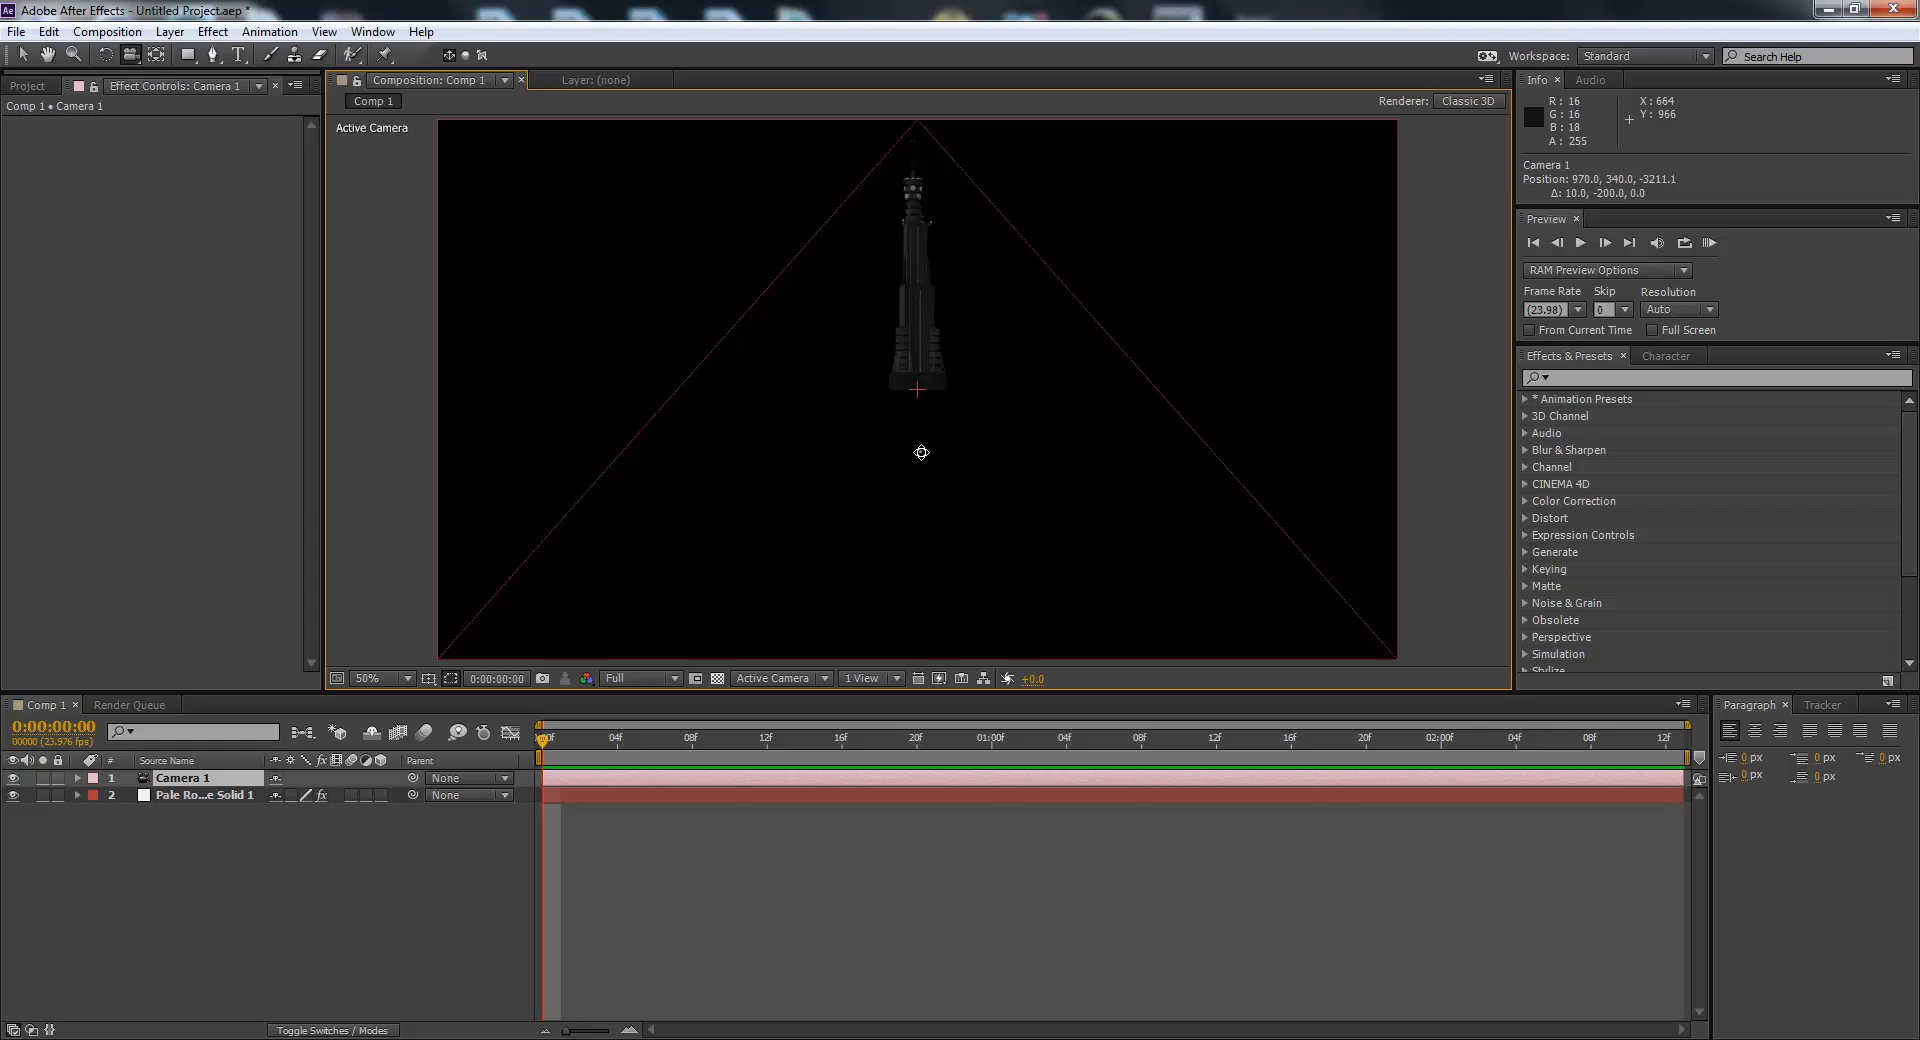 Adobe After Effects - Untitled Project.aep *
File Edit Composition Layer Effect Animation View Window Help
Workspace: Standard Search Help
Project Effect Controls: Camera 1
Comp 1 • Camera 1
Composition: Comp 1 Layer: (none)
Comp 1
Renderer: Classic 3D
Active Camera
50% 0:00:00:00 Full Active Camera 1 View +0.0
Info Audio
R: 16
G: 16
B: 18
A: 255
X: 664
Y: 966
Camera 1
Position: 970.0, 340.0, -3211.1
Δ: 10.0, -200.0, 0.0
Preview
RAM Preview Options
Frame Rate Skip Resolution
(23.98) 0 Auto
From Current Time Full Screen
Effects & Presets Character
* Animation Presets
3D Channel
Audio
Blur & Sharpen
Channel
CINEMA 4D
Color Correction
Distort
Expression Controls
Generate
Keying
Matte
Noise & Grain
Obsolete
Perspective
Simulation
Stylize
Comp 1 Render Queue
0:00:00:00
00000 (23.976 fps)
04f 08f 12f 16f 20f 01:00f 04f 08f 12f 16f 20f 02:00f 04f 08f 12f
# Source Name fx Parent
1 Camera 1 None
2 Pale Ro...e Solid 1 fx None
Toggle Switches / Modes
Paragraph Tracker
0 px 0 px 0 px
0 px 0 px